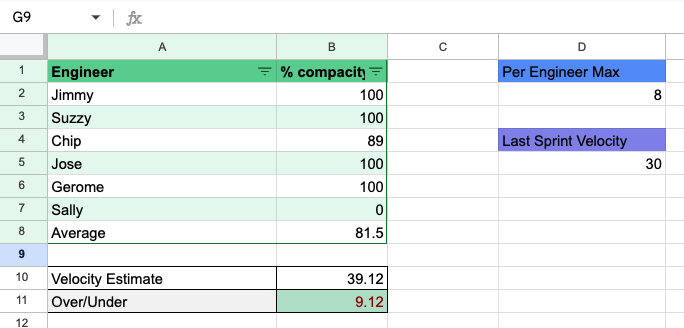 G9 fx
A B C D
1 Engineer % compacity Per Engineer Max
2 Jimmy 100 8
3 Suzzy 100
4 Chip 89 Last Sprint Velocity
5 Jose 100 30
6 Gerome 100
7 Sally 0
8 Average 81.5
9
10 Velocity Estimate 39.12
11 Over/Under 9.12
12